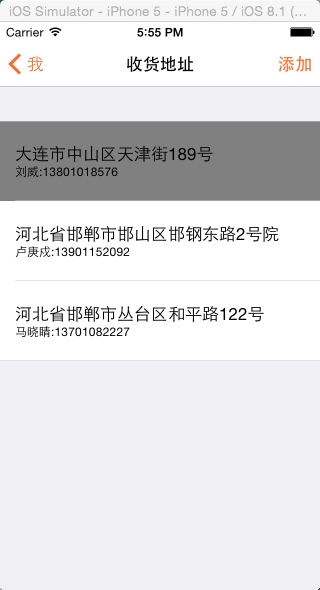 iOS Simulator - iPhone 5 - iPhone 5 / iOS 8.1 (...
Carrier 5:55 PM
我 收货地址 添加
大连市中山区天津街189号
刘威:13801018576
河北省邯郸市邯山区邯钢东路2号院
卢庚戍:13901152092
河北省邯郸市丛台区和平路122号
马晓睛:13701082227